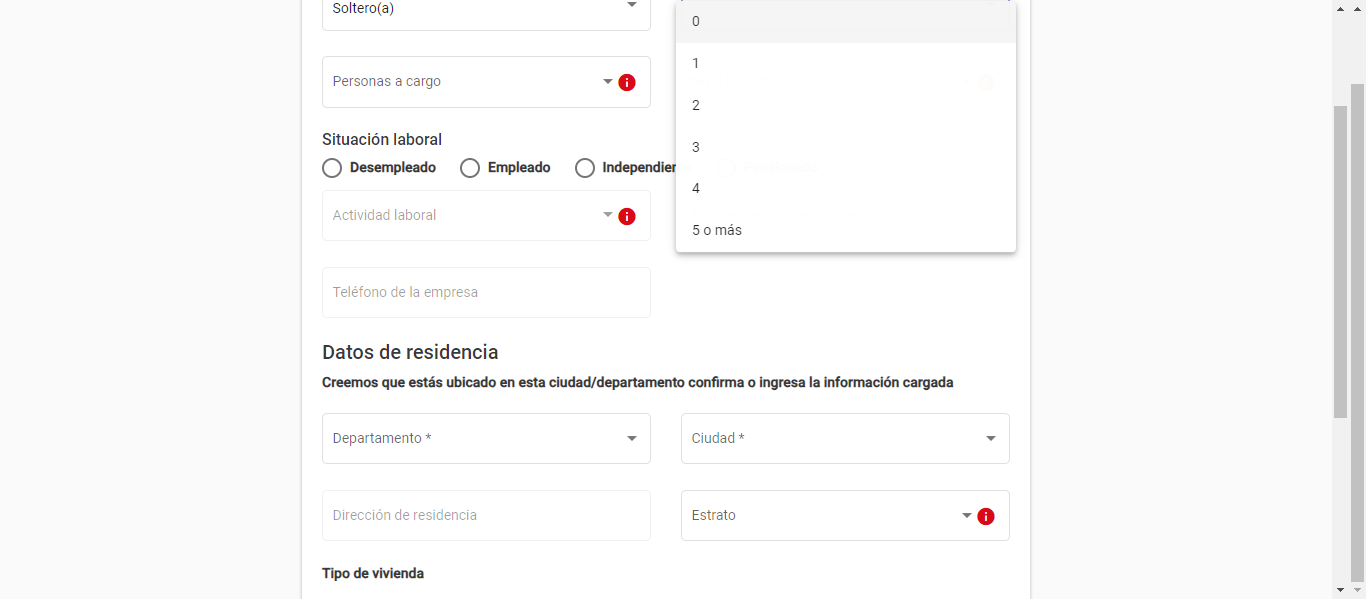 Soltero(a)
0
1
Personas a cargo
2
3
4
5 o más
Situación laboral
Desempleado
Empleado
Actividad laboral
Teléfono de la empresa
Datos de residencia
Creemos que estás ubicado en esta ciudad/departamento confirma o ingresa la información cargada
Departamento *
Ciudad *
Dirección de residencia
Estrato
Tipo de vivienda